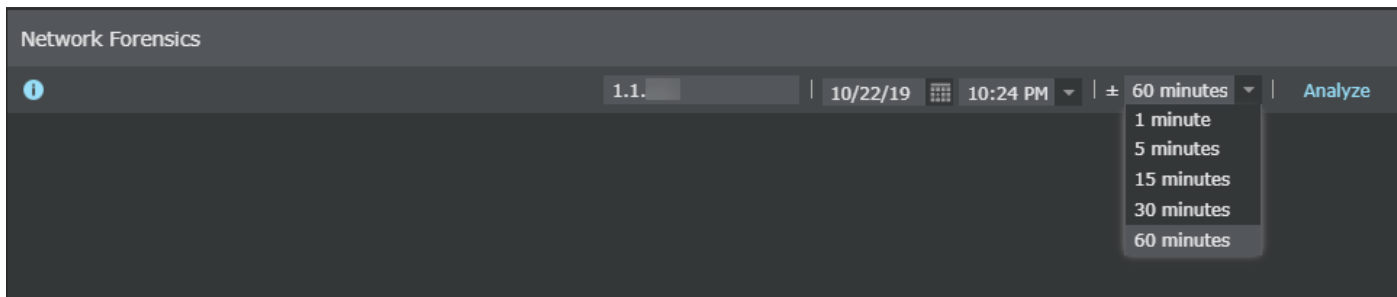 Network Forensics
1.1. | 10/22/19 10:24 PM | ± 60 minutes | Analyze
1 minute
5 minutes
15 minutes
30 minutes
60 minutes